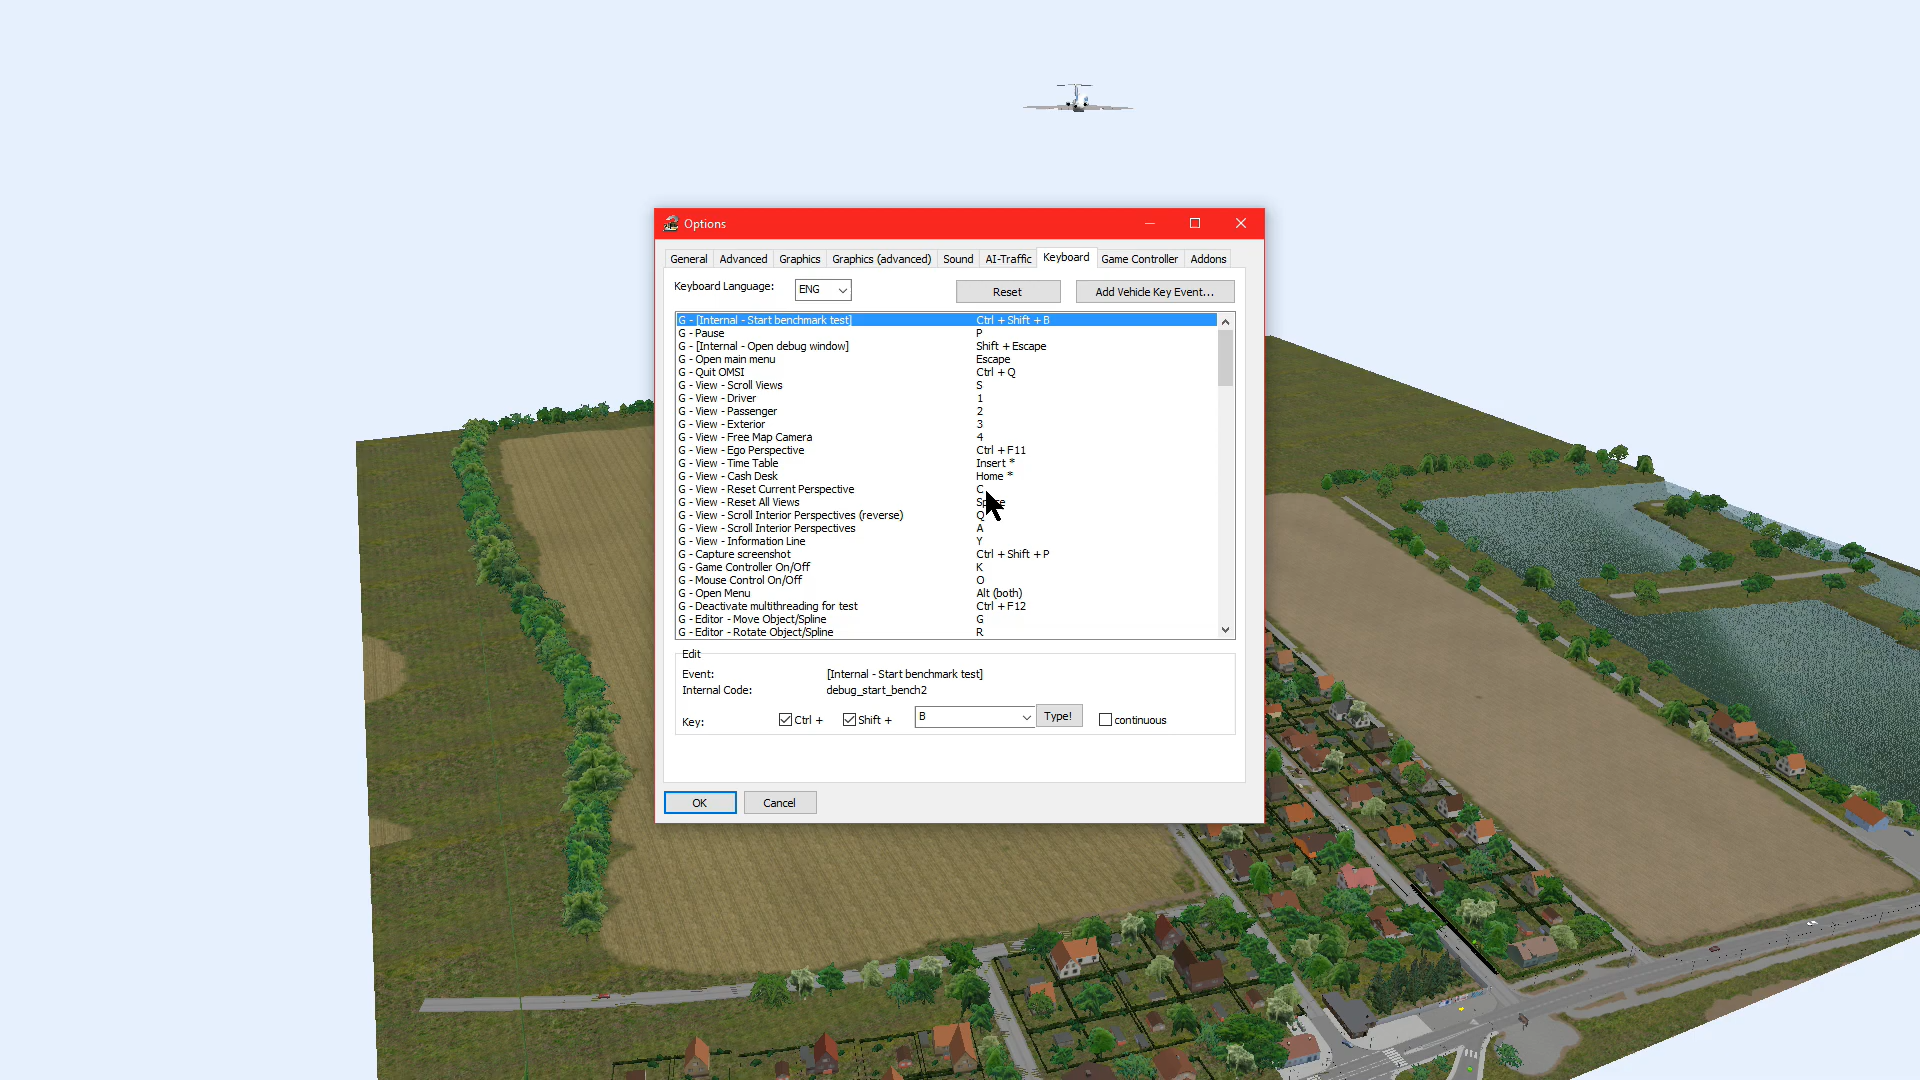 Options
General Advanced Graphics Graphics (advanced) Sound AI-Traffic Keyboard Game Controller Addons
Keyboard Language: ENG Reset Add Vehicle Key Event...
G - [Internal - Start benchmark test] Ctrl + Shift + B
G - Pause P
G - [Internal - Open debug window] Shift + Escape
G - Open main menu Escape
G - Quit OMSI Ctrl + Q
G - View - Scroll Views S
G - View - Driver 1
G - View - Passenger 2
G - View - Exterior 3
G - View - Free Map Camera 4
G - View - Ego Perspective Ctrl + F11
G - View - Time Table Insert *
G - View - Cash Desk Home *
G - View - Reset Current Perspective C
G - View - Reset All Views
G - View - Scroll Interior Perspectives (reverse) Q
G - View - Scroll Interior Perspectives A
G - View - Information Line Y
G - Capture screenshot Ctrl + Shift + P
G - Game Controller On/Off K
G - Mouse Control On/Off O
G - Open Menu Alt (both)
G - Deactivate multithreading for test Ctrl + F12
G - Editor - Move Object/Spline G
G - Editor - Rotate Object/Spline R
Edit
Event: [Internal - Start benchmark test]
Internal Code: debug_start_bench2
Key: Ctrl + Shift + B Type! continuous
OK Cancel